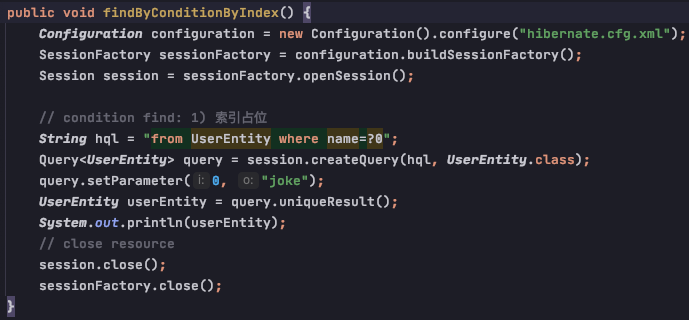 public void findByConditionByIndex() {
Configuration configuration = new Configuration().configure("hibernate.cfg.xml");
SessionFactory sessionFactory = configuration.buildSessionFactory();
Session session = sessionFactory.openSession();
// condition find: 1) 索引占位
String hql = "from UserEntity where name=?0";
Query<UserEntity> query = session.createQuery(hql, UserEntity.class);
query.setParameter( i: 0, o: "joke");
UserEntity userEntity = query.uniqueResult();
System.out.println(userEntity);
// close resource
session.close();
sessionFactory.close();
}